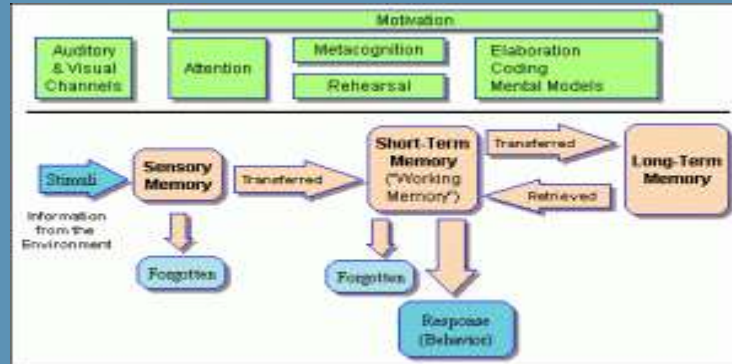 Motivation
Auditory
& Visual
Channels
Attention
Metacognition
Rehearsal
Elaboration
Coding
Mental Models
Stimuli
Information
from the
Environment
Sensory
Memory
Transferred
Short-Term
Memory
("Working
Memory")
Transferred
Retrieved
Long-Term
Memory
Forgotten
Forgotten
Response
(Behavior)